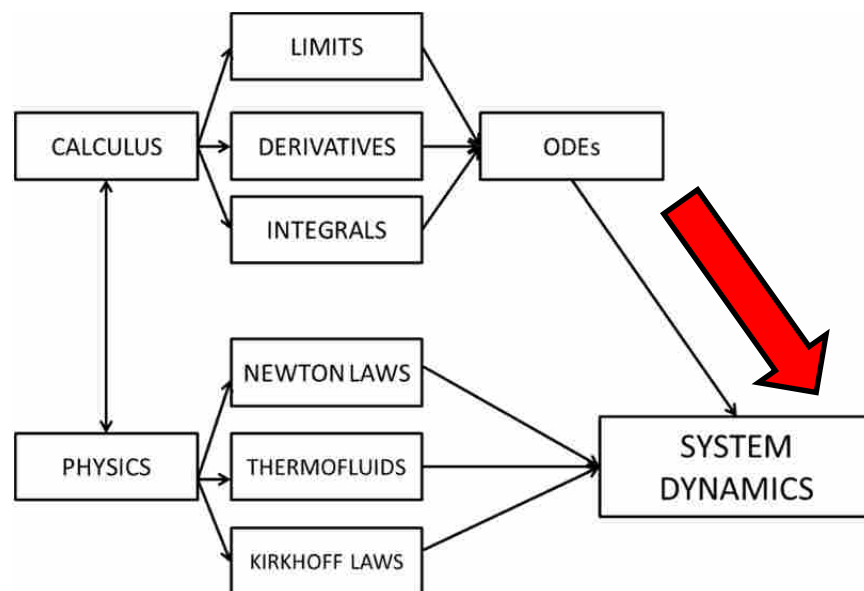 LIMITS
CALCULUS
DERIVATIVES
ODEs
INTEGRALS
NEWTON LAWS
PHYSICS
THERMOFLUIDS
SYSTEM
DYNAMICS
KIRKHOFF LAWS